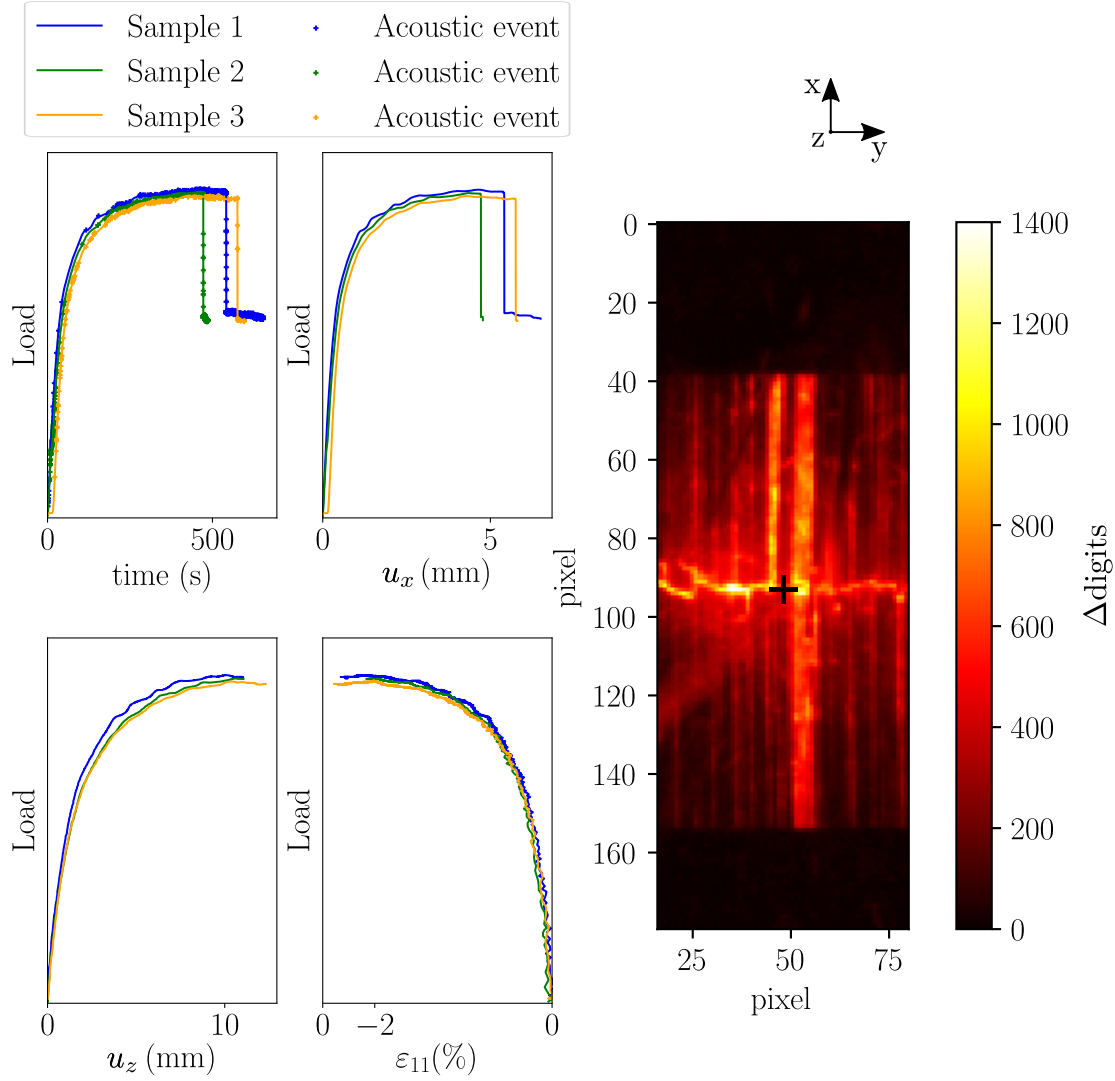 Sample 1 Acoustic event
Sample 2 Acoustic event
Sample 3 Acoustic event
x
z
y
Load
0 500
time (s)
Load
0 5
u_x (mm)
Load
0 10
u_z (mm)
Load
0 −2 0
ε_11(%)
pixel
0
20
40
60
80
100
120
140
160
25 50 75
pixel
1400
1200
1000
800
600
400
200
0
Δdigits